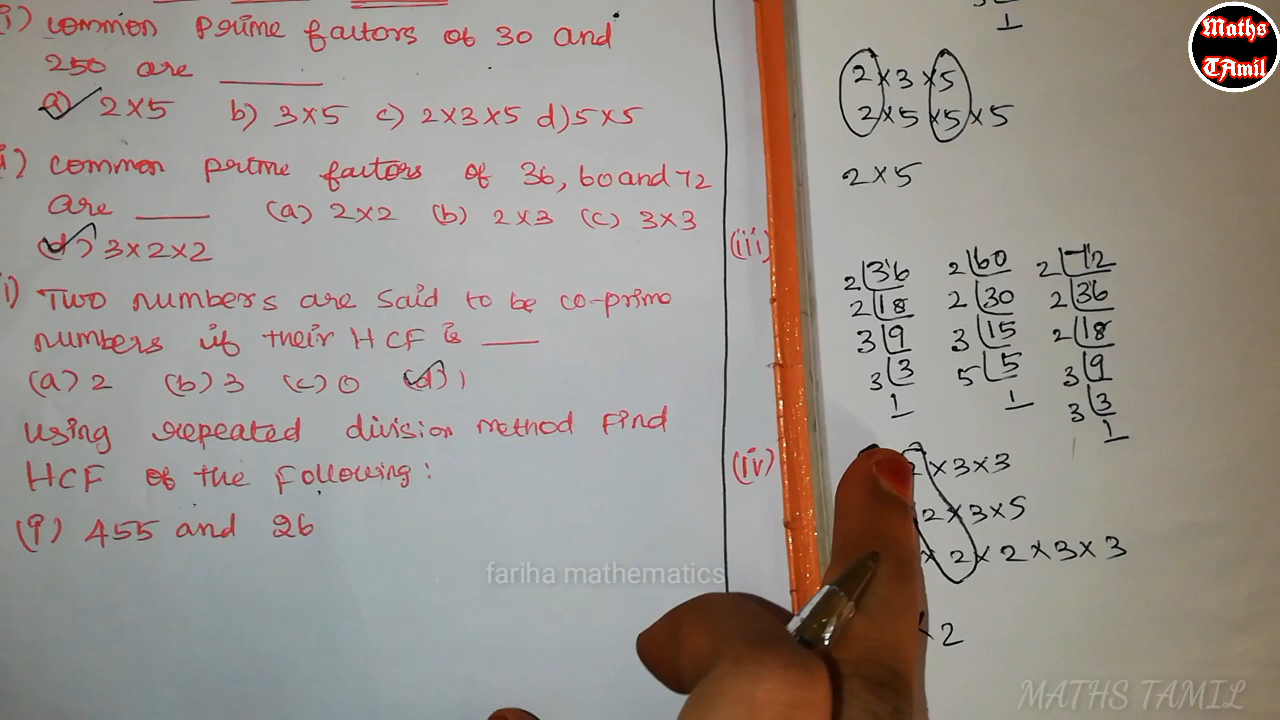 i) common prime factors of 30 and
250 are ______
a) 2×5 b) 3×5 c) 2×3×5 d) 5×5
i) common prime factors of 36, 60 and 72
are ____ (a) 2×2 (b) 2×3 (c) 3×3
(d) 3×2×2
i) Two numbers are said to be co-prime
numbers if their HCF is ____
(a) 2 (b) 3 (c) 0 (d) 1
Using repeated division method find
HCF of the following:
(i) 455 and 26
fariha mathematics
Maths
TAmil
1
2×3×5
2×5×5×5
2×5
(iii)
2 36 2 60 2 72
2 18 2 30 2 36
3 9 3 15 2 18
3 3 5 5 3 9
1 1 3 3
1
(iv) 2×3×3
2×3×5
× 2×2×3×3
2
MATHS TAMIL